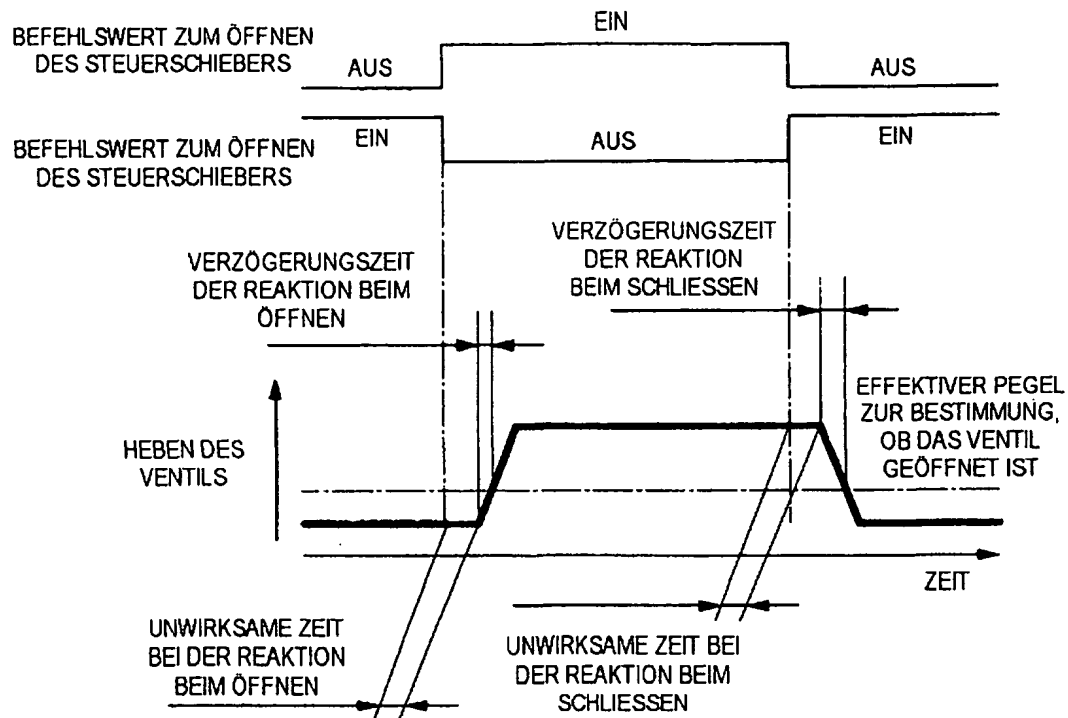 EIN
BEFEHLSWERT ZUM ÖFFNEN
DES STEUERSCHIEBERS
AUS
AUS
EIN
EIN
BEFEHLSWERT ZUM ÖFFNEN
DES STEUERSCHIEBERS
AUS
VERZÖGERUNGSZEIT
DER REAKTION BEIM
ÖFFNEN
VERZÖGERUNGSZEIT
DER REAKTION
BEIM SCHLIESSEN
EFFEKTIVER PEGEL
ZUR BESTIMMUNG,
OB DAS VENTIL
GEÖFFNET IST
HEBEN DES
VENTILS
ZEIT
UNWIRKSAME ZEIT
BEI DER REAKTION
BEIM ÖFFNEN
UNWIRKSAME ZEIT BEI
DER REAKTION BEIM
SCHLIESSEN